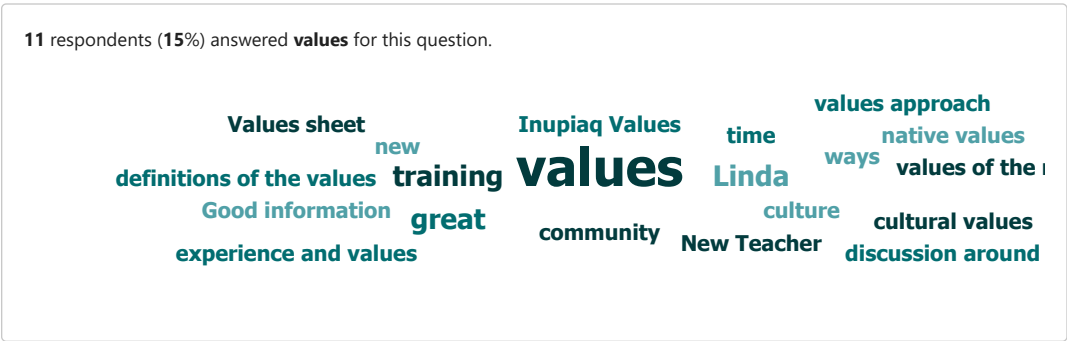 11 respondents (15%) answered values for this question.
values approach
Values sheet
Inupiaq Values
time
native values
new
ways
values of the
definitions of the values
training
values
Linda
Good information
great
culture
cultural values
community
New Teacher
experience and values
discussion around